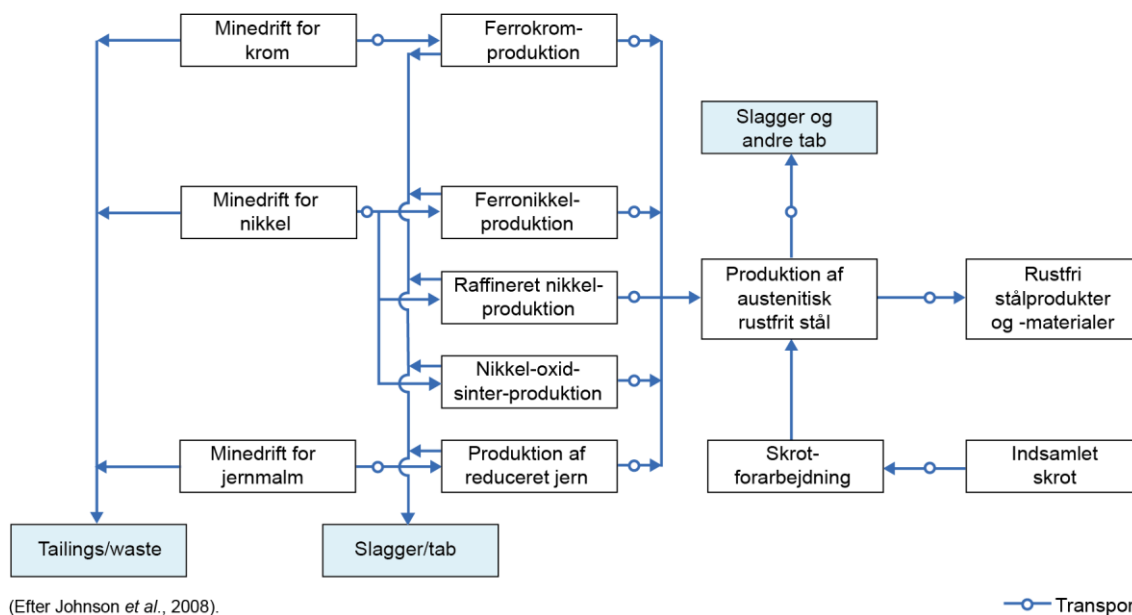 Minedrift for
krom
Ferrokrom-
produktion
Slagger og
andre tab
Minedrift for
nikkel
Ferronikkel-
produktion
Raffineret nikkel-
produktion
Produktion af
austenitisk
rustfrit stål
Rustfri
stålprodukter
og -materialer
Nikkel-oxid-
sinter-produktion
Minedrift for
jernmalm
Produktion af
reduceret jern
Skrot-
forarbejdning
Indsamlet
skrot
Tailings/waste
Slagger/tab
(Efter Johnson et al., 2008).
Transpor